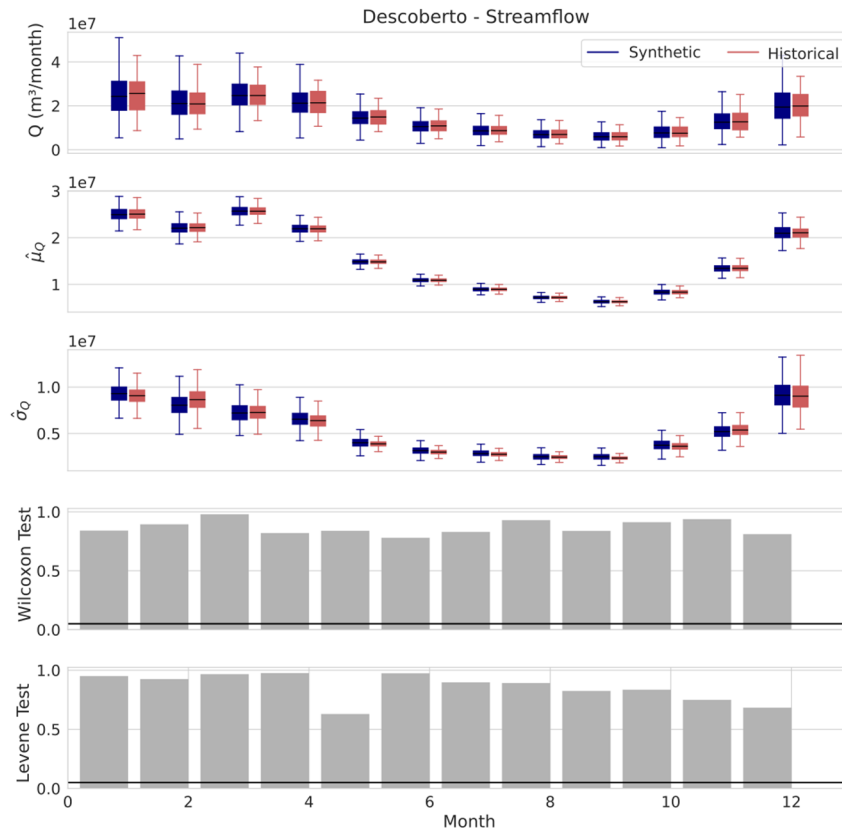 Descoberto - Streamflow
1e7
Q (m³/month)
4
2
0
Synthetic
Historical
1e7
μ̂_Q
3
2
1
1e7
σ̂_Q
1.0
0.5
Wilcoxon Test
1.0
0.5
0.0
Levene Test
1.0
0.5
0.0
0 2 4 6 8 10 12
Month